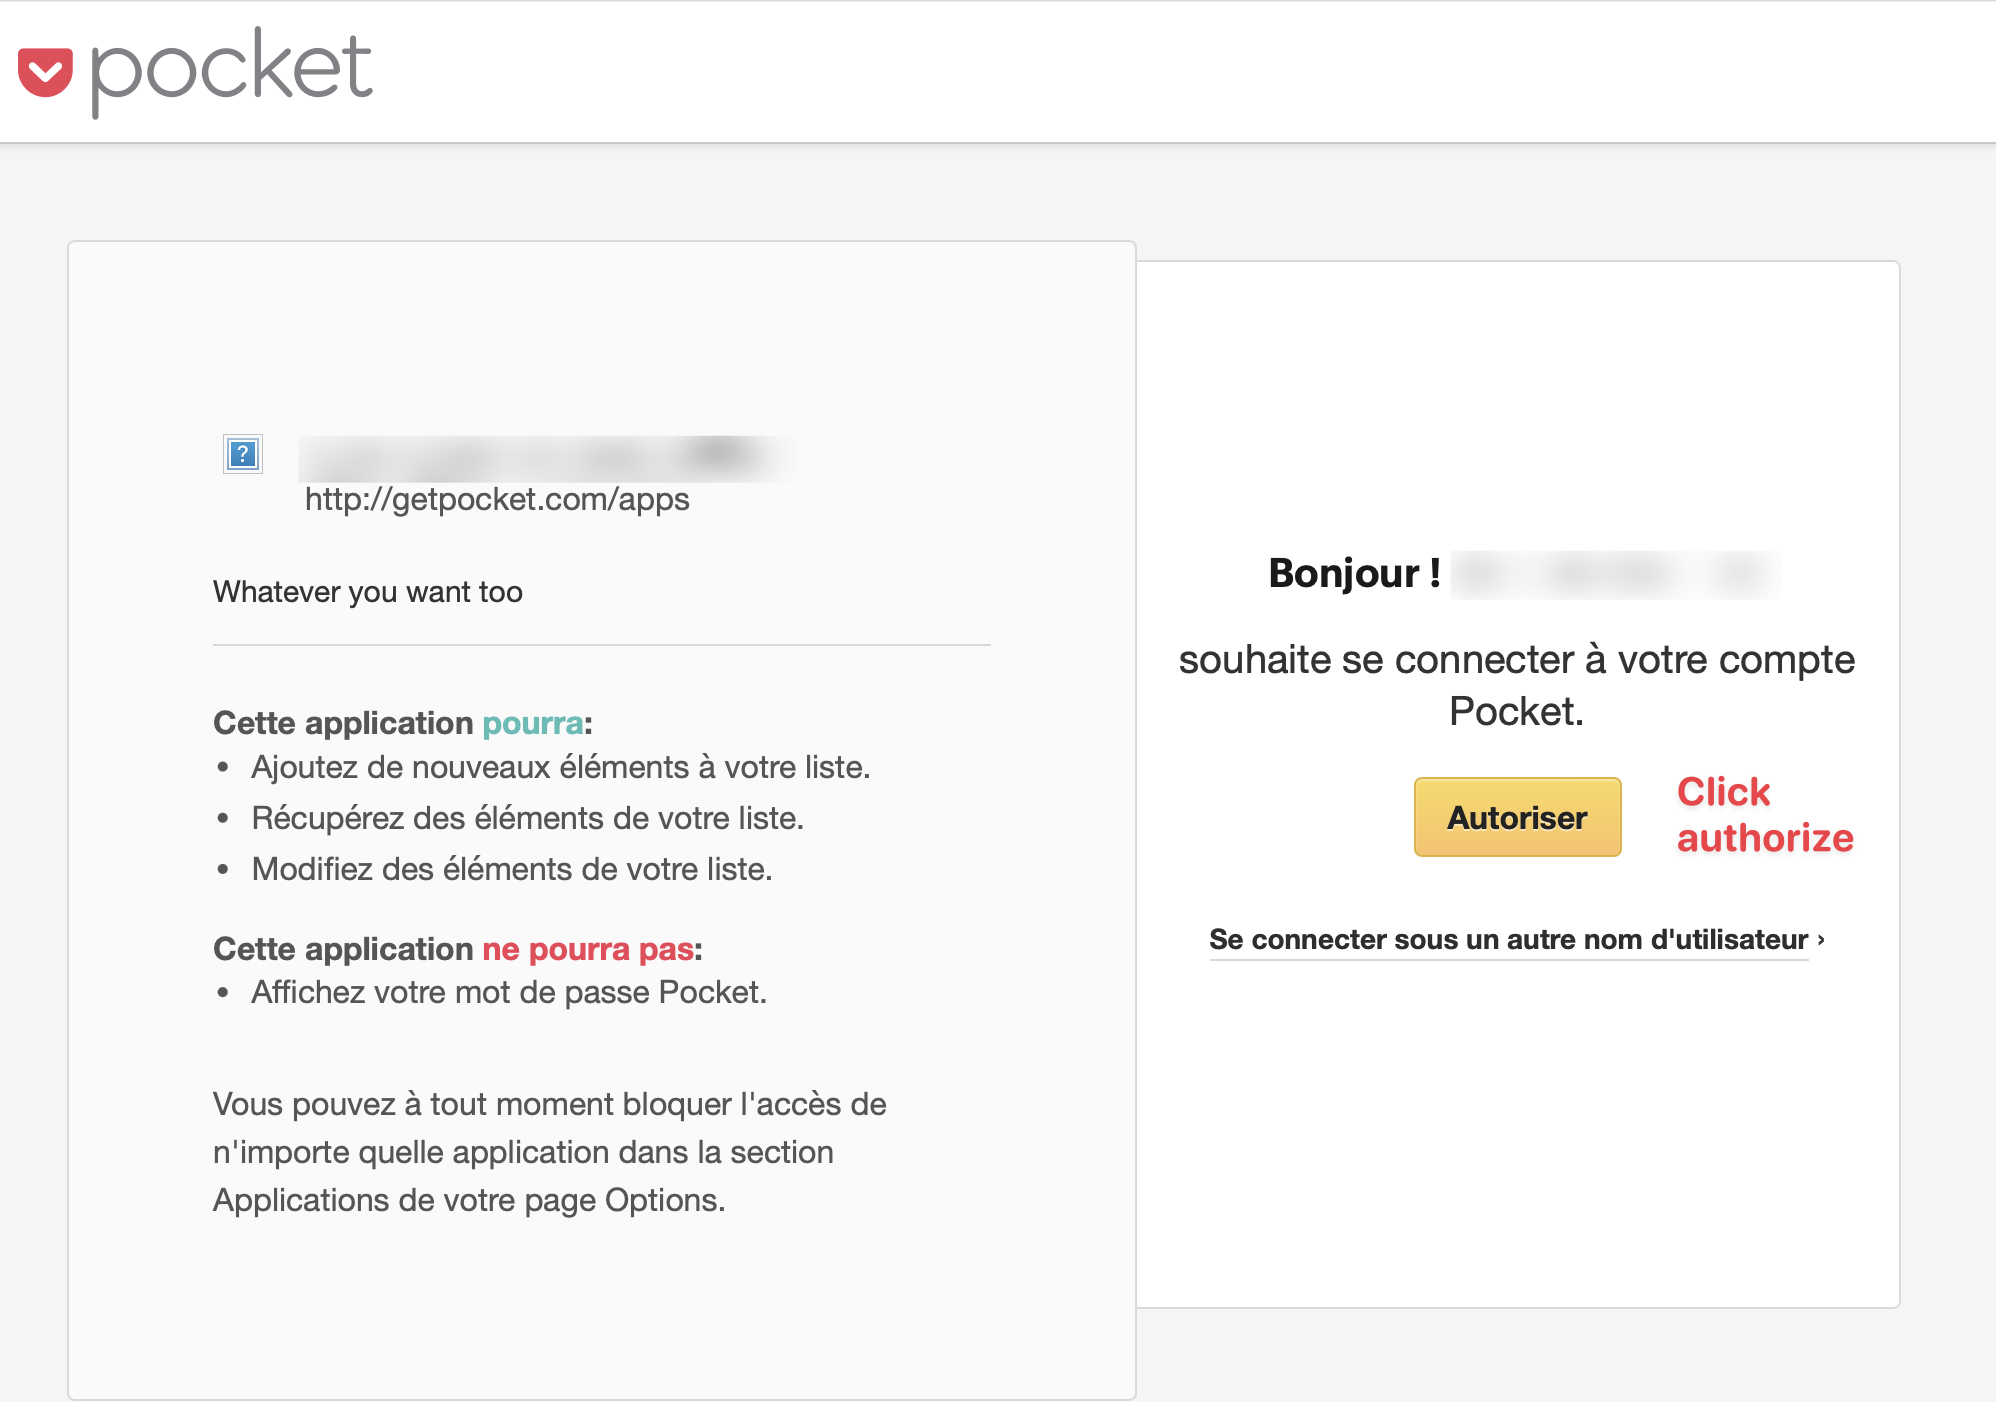 pocket
http://getpocket.com/apps
Whatever you want too
Cette application pourra:
• Ajoutez de nouveaux éléments à votre liste.
• Récupérez des éléments de votre liste.
• Modifiez des éléments de votre liste.
Cette application ne pourra pas:
• Affichez votre mot de passe Pocket.
Vous pouvez à tout moment bloquer l'accès de
n'importe quelle application dans la section
Applications de votre page Options.
Bonjour !
souhaite se connecter à votre compte
Pocket.
Autoriser
Click
authorize
Se connecter sous un autre nom d'utilisateur ›